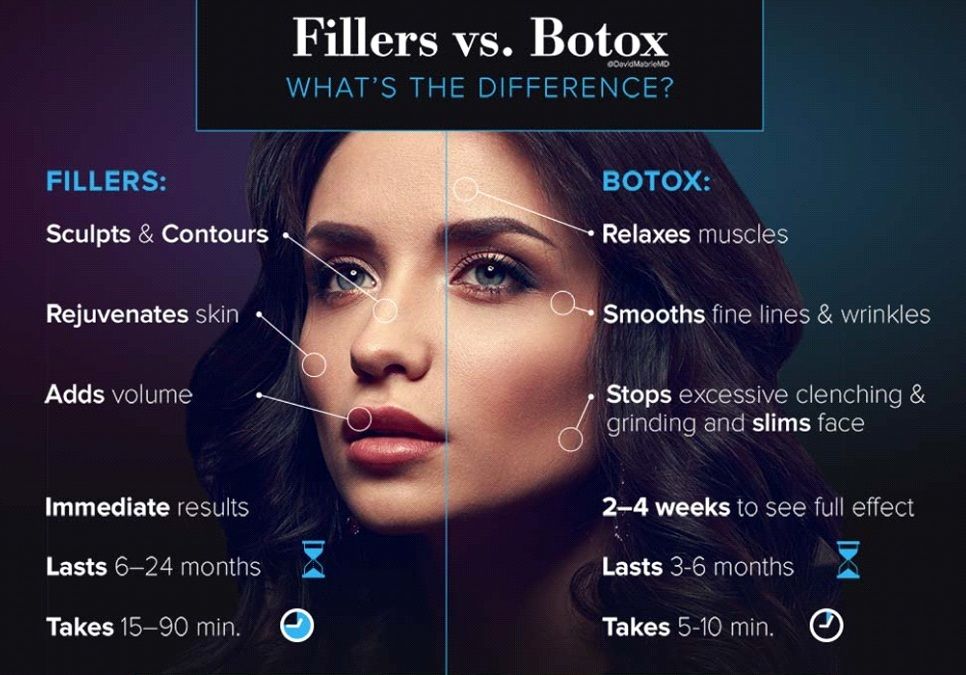 Fillers vs. Botox
@DavidMabrieMD
WHAT'S THE DIFFERENCE?
FILLERS:
Sculpts & Contours
Rejuvenates skin
Adds volume
Immediate results
Lasts 6–24 months
Takes 15–90 min.
BOTOX:
Relaxes muscles
Smooths fine lines & wrinkles
Stops excessive clenching &
grinding and slims face
2–4 weeks to see full effect
Lasts 3-6 months
Takes 5-10 min.